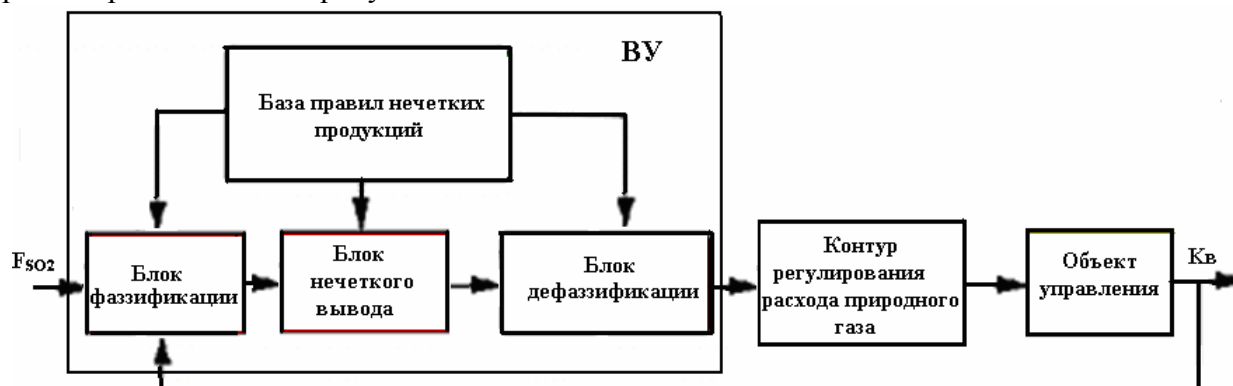 ВУ
База правил нечетких
продукций
FSO2
Блок
фаззификации
Блок
нечеткого
вывода
Блок
дефаззификации
Контур
регулирования
расхода природного
газа
Объект
управления
Кв